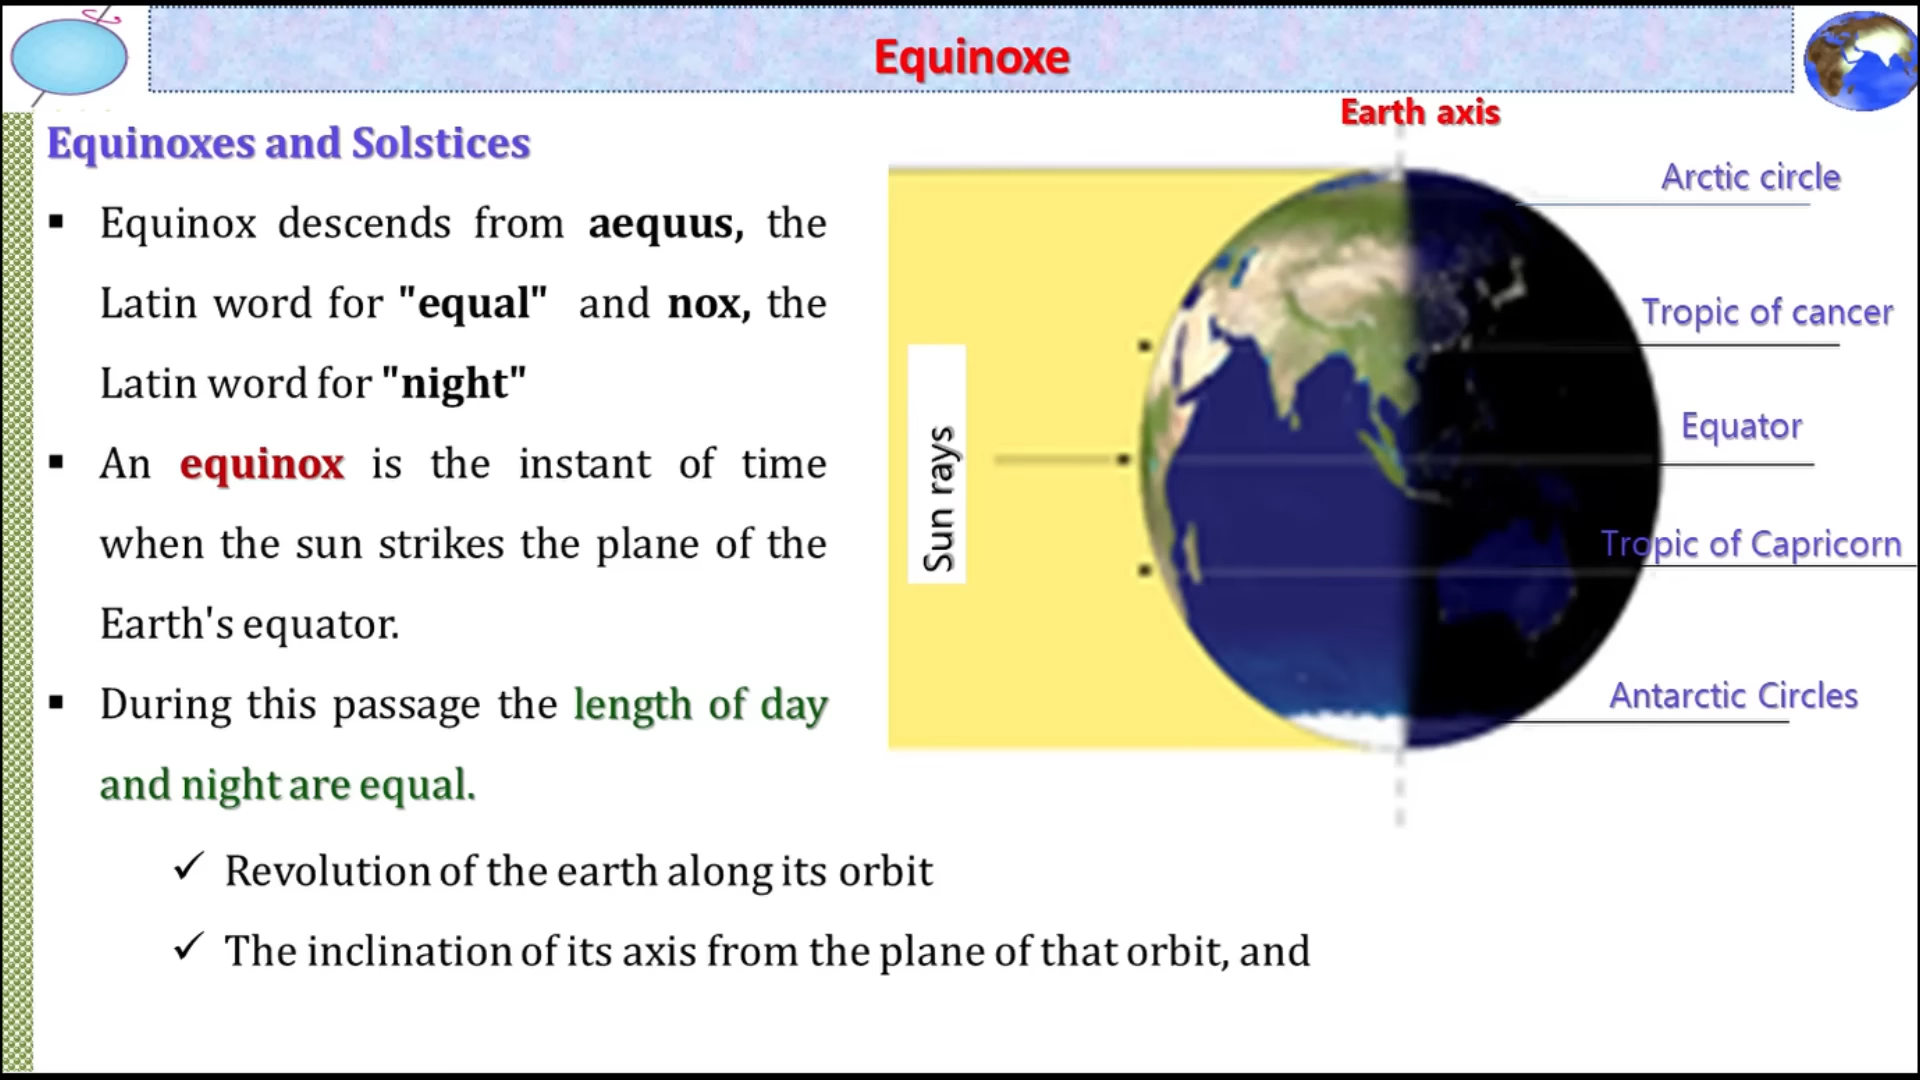 Equinoxe
Equinoxes and Solstices
▪ Equinox descends from aequus, the
Latin word for "equal" and nox, the
Latin word for "night"
▪ An equinox is the instant of time
when the sun strikes the plane of the
Earth's equator.
▪ During this passage the length of day
and night are equal.
✓ Revolution of the earth along its orbit
✓ The inclination of its axis from the plane of that orbit, and
Earth axis
Sun rays
Arctic circle
Tropic of cancer
Equator
Tropic of Capricorn
Antarctic Circles